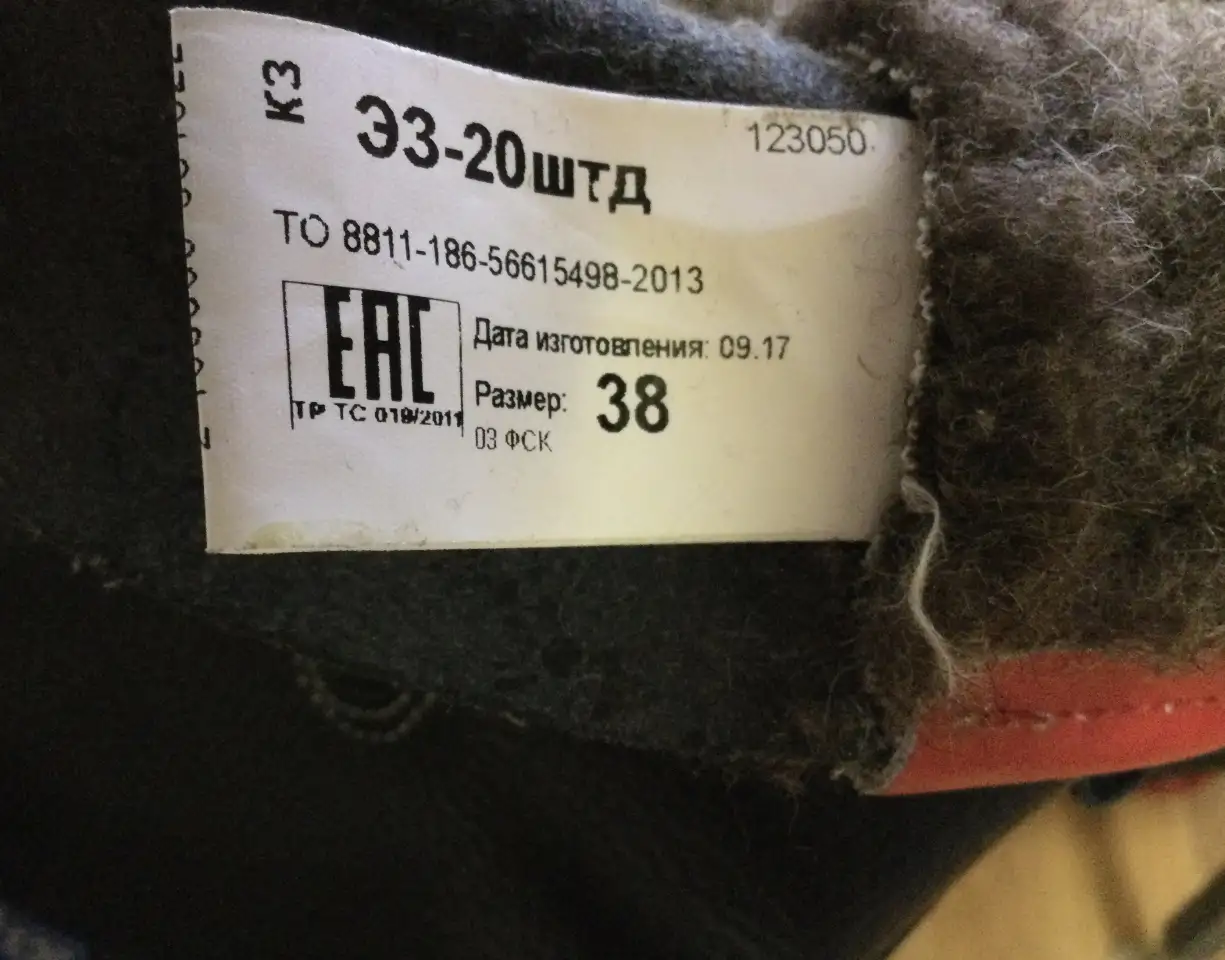 КЗ
ЭЗ-20штд
123050
ТО 8811-186-56615498-2013
ЕАС
ТР ТС 019/2011
Дата изготовления: 09.17
Размер: 38
03 ФСК